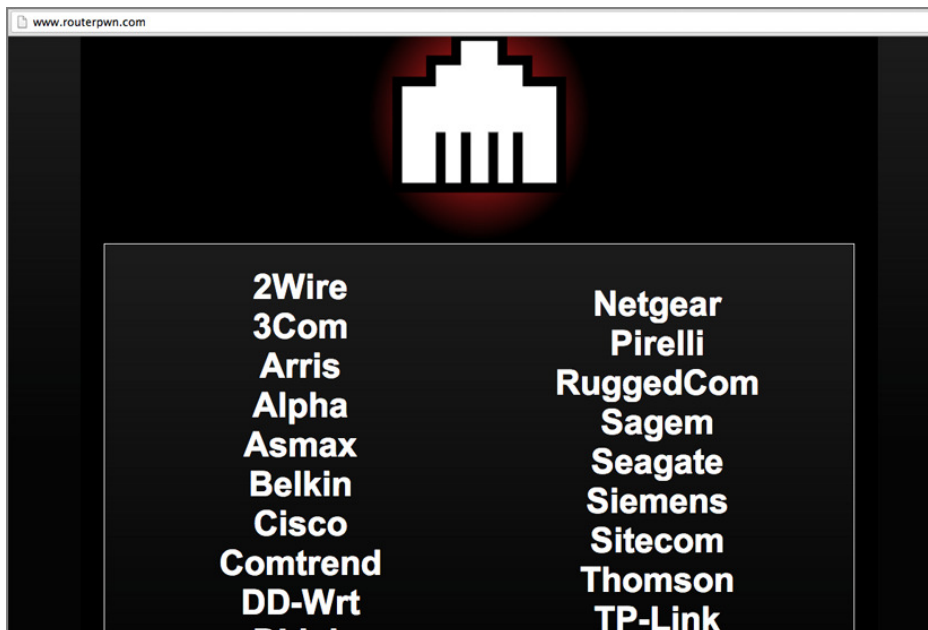 www.routerpwn.com
2Wire
3Com
Arris
Alpha
Asmax
Belkin
Cisco
Comtrend
DD-Wrt
Netgear
Pirelli
RuggedCom
Sagem
Seagate
Siemens
Sitecom
Thomson
TP-Link